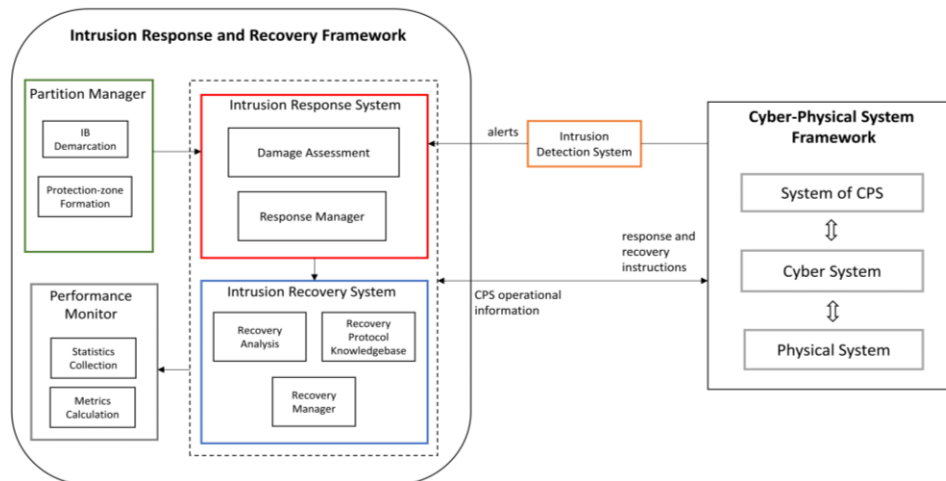 Intrusion Response and Recovery Framework
Partition Manager
IB
Demarcation
Protection-zone
Formation
Intrusion Response System
Damage Assessment
Response Manager
Intrusion Recovery System
Recovery
Analysis
Recovery
Protocol
Knowledgebase
Recovery
Manager
Performance
Monitor
Statistics
Collection
Metrics
Calculation
alerts
Intrusion
Detection System
response and
recovery
instructions
CPS operational
information
Cyber-Physical System
Framework
System of CPS
Cyber System
Physical System